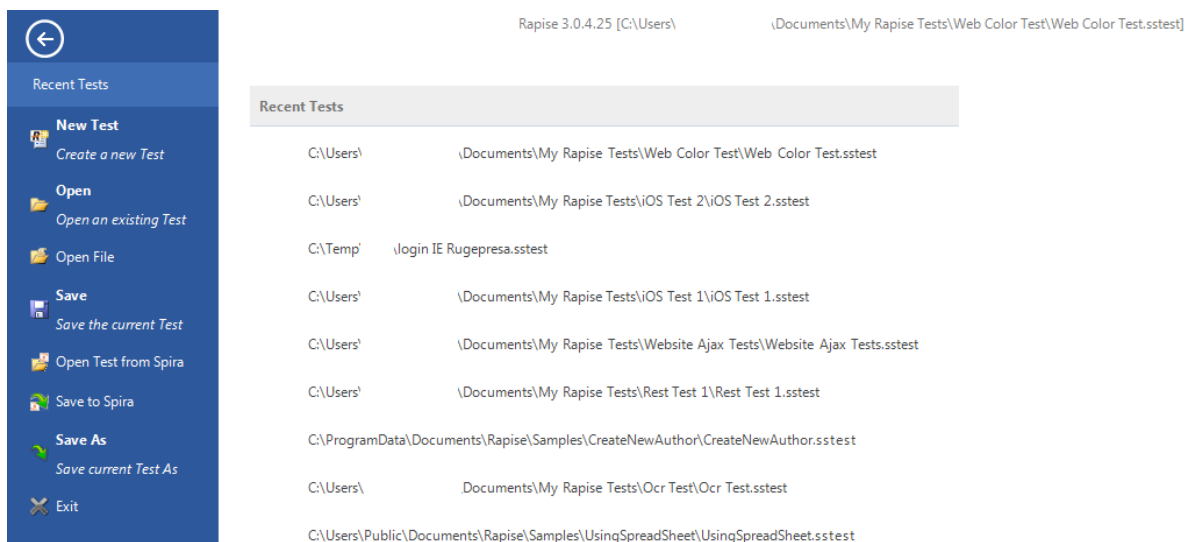 Rapise 3.0.4.25 [C:\Users\ \Documents\My Rapise Tests\Web Color Test\Web Color Test.sstest]
Recent Tests
New Test
Create a new Test
Open
Open an existing Test
Open File
Save
Save the current Test
Open Test from Spira
Save to Spira
Save As
Save current Test As
Exit
Recent Tests
C:\Users\ \Documents\My Rapise Tests\Web Color Test\Web Color Test.sstest
C:\Users\ \Documents\My Rapise Tests\iOS Test 2\iOS Test 2.sstest
C:\Temp\ \login IE Rugepresa.sstest
C:\Users\ \Documents\My Rapise Tests\iOS Test 1\iOS Test 1.sstest
C:\Users\ \Documents\My Rapise Tests\Website Ajax Tests\Website Ajax Tests.sstest
C:\Users\ \Documents\My Rapise Tests\Rest Test 1\Rest Test 1.sstest
C:\ProgramData\Documents\Rapise\Samples\CreateNewAuthor\CreateNewAuthor.sstest
C:\Users\ Documents\My Rapise Tests\Ocr Test\Ocr Test.sstest
C:\Users\Public\Documents\Rapise\Samples\UsingSpreadSheet\UsingSpreadSheet.sstest